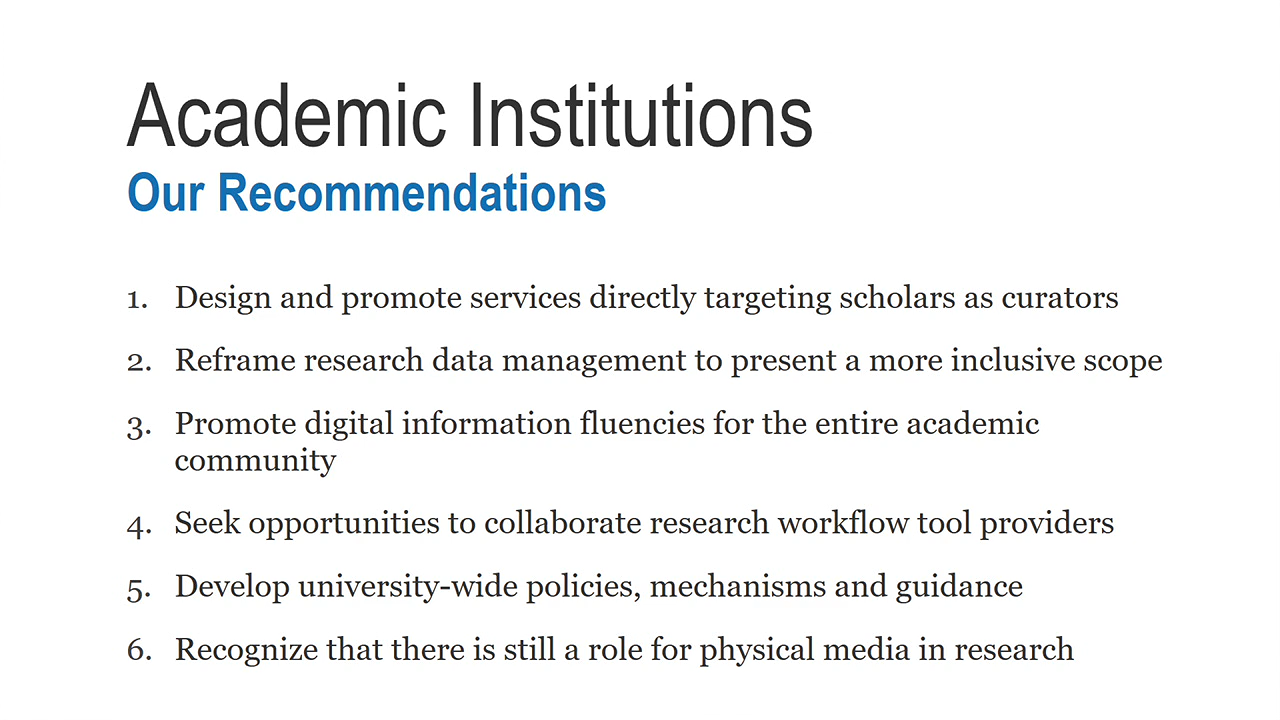 Academic Institutions
Our Recommendations
1. Design and promote services directly targeting scholars as curators
2. Reframe research data management to present a more inclusive scope
3. Promote digital information fluencies for the entire academic
community
4. Seek opportunities to collaborate research workflow tool providers
5. Develop university-wide policies, mechanisms and guidance
6. Recognize that there is still a role for physical media in research